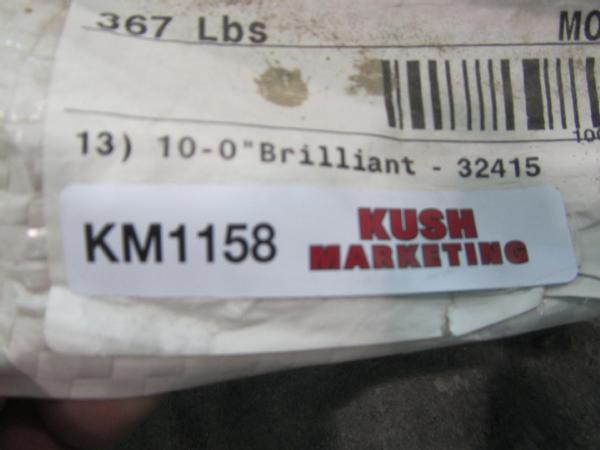 367 Lbs MO
13) 10-0"Brilliant - 32415
KM1158 KUSH
MARKETING